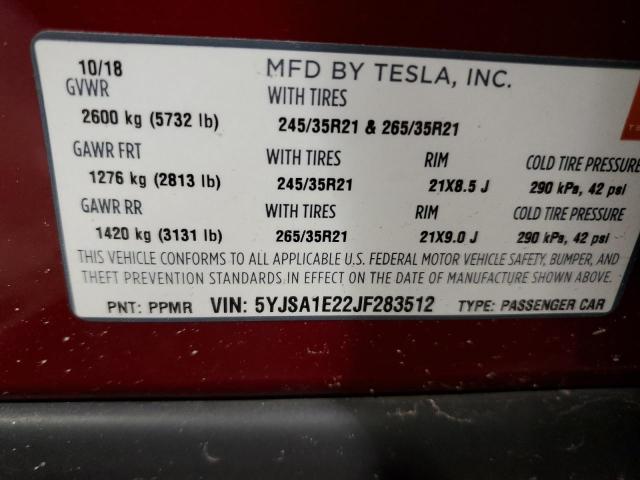 10/18 MFD BY TESLA, INC.
GVWR WITH TIRES
2600 kg (5732 lb) 245/35R21 & 265/35R21
GAWR FRT WITH TIRES RIM COLD TIRE PRESSURE
1276 kg (2813 lb) 245/35R21 21X8.5 J 290 kPa, 42 psi
GAWR RR WITH TIRES RIM COLD TIRE PRESSURE
1420 kg (3131 lb) 265/35R21 21X9.0 J 290 kPa, 42 psi
THIS VEHICLE CONFORMS TO ALL APPLICABLE U.S. FEDERAL MOTOR VEHICLE SAFETY, BUMPER, AND
THEFT PREVENTION STANDARDS IN EFFECT ON THE DATE OF MANUFACTURE SHOWN ABOVE.
PNT: PPMR VIN: 5YJSA1E22JF283512 TYPE: PASSENGER CAR